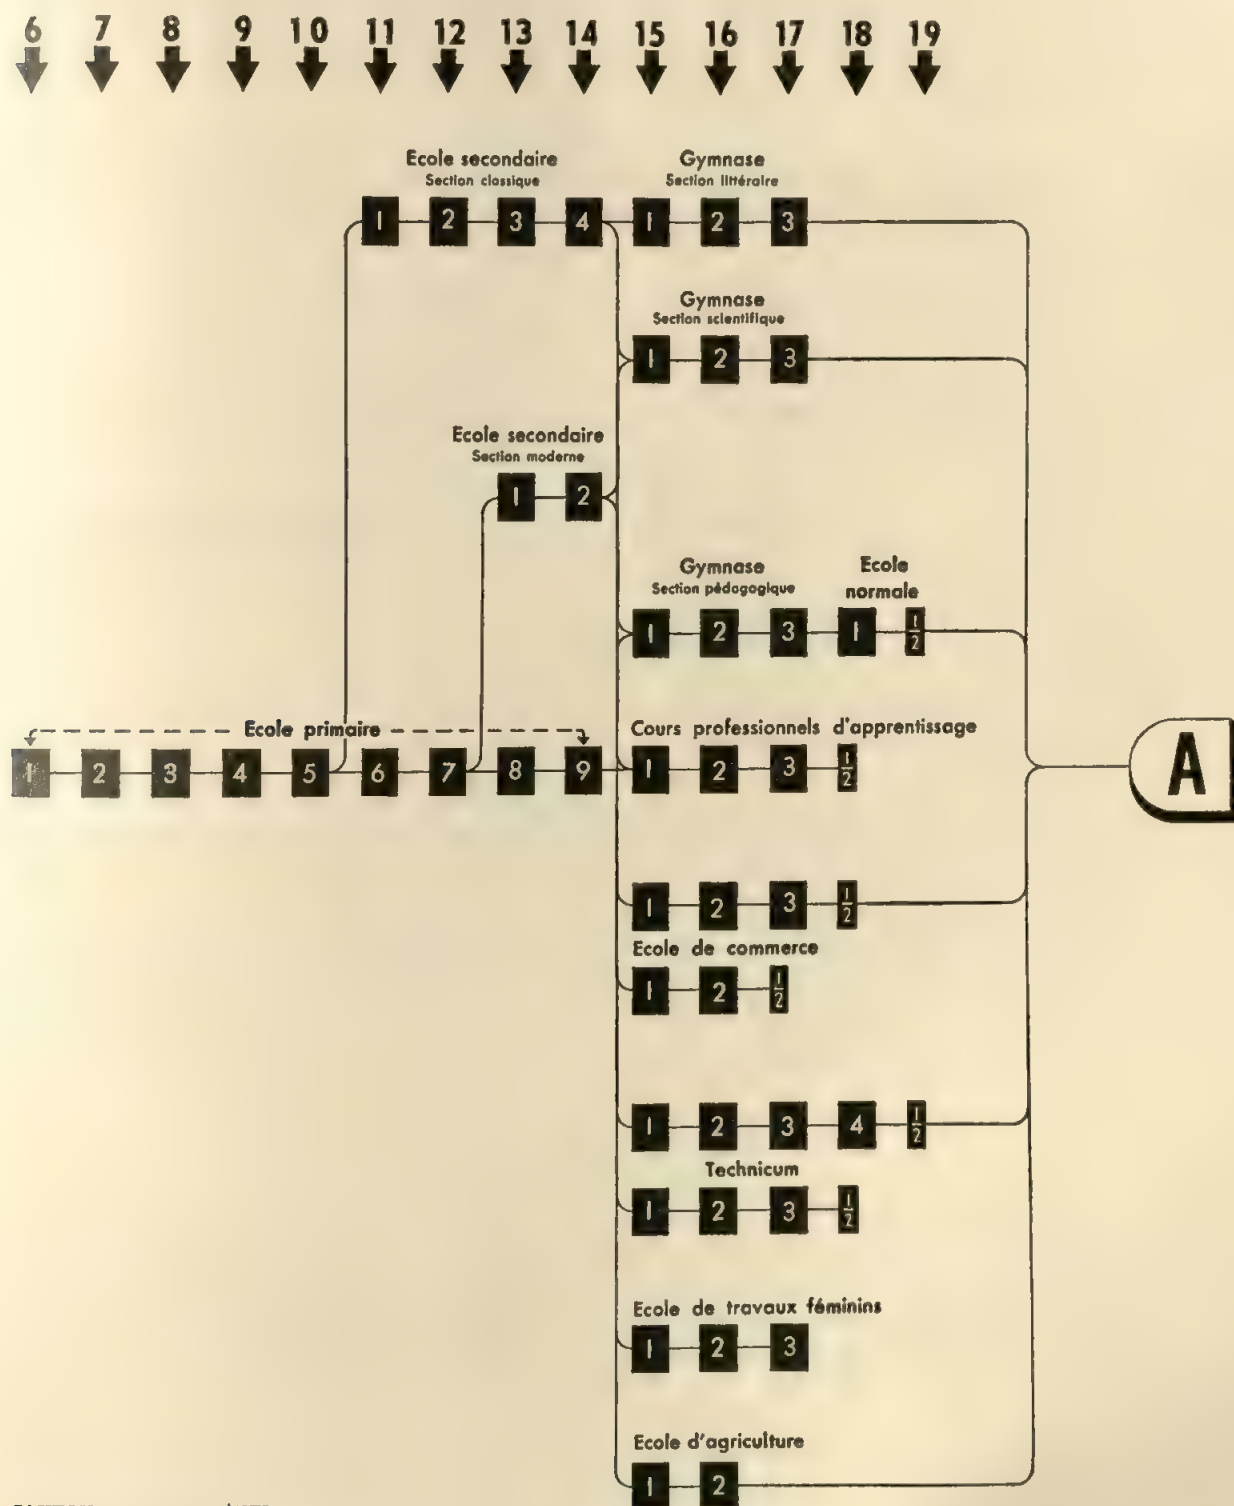 6 7 8 9 10 11 12 13 14 15 16 17 18 19
Ecole secondaire
Section classique
Gymnase
Section littéraire
1 2 3 4 1 2 3
Gymnase
Section scientifique
1 2 3
Ecole secondaire
Section moderne
1 2
Gymnase
Section pédagogique
Ecole
normale
1 2 3 1 1/2
Ecole primaire
Cours professionnels d'apprentissage
1 2 3 4 5 6 7 8 9 1 2 3 1/2
A
1 2 3 1/2
Ecole de commerce
1 2 1/2
1 2 3 4 1/2
Technicum
1 2 3 1/2
Ecole de travaux féminins
1 2 3
Ecole d'agriculture
1 2